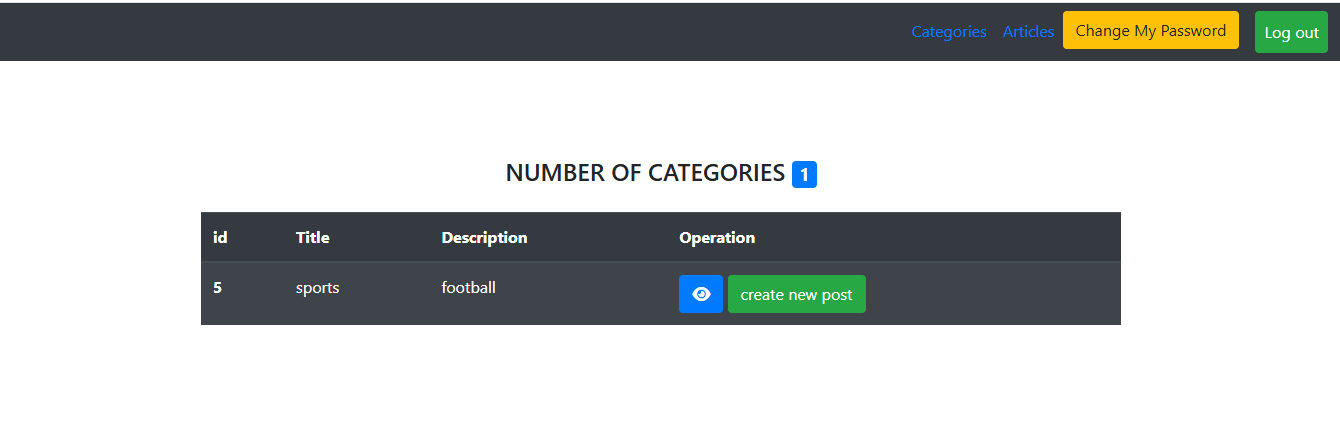 Categories Articles Change My Password Log out
NUMBER OF CATEGORIES 1
id Title Description Operation
5 sports football create new post